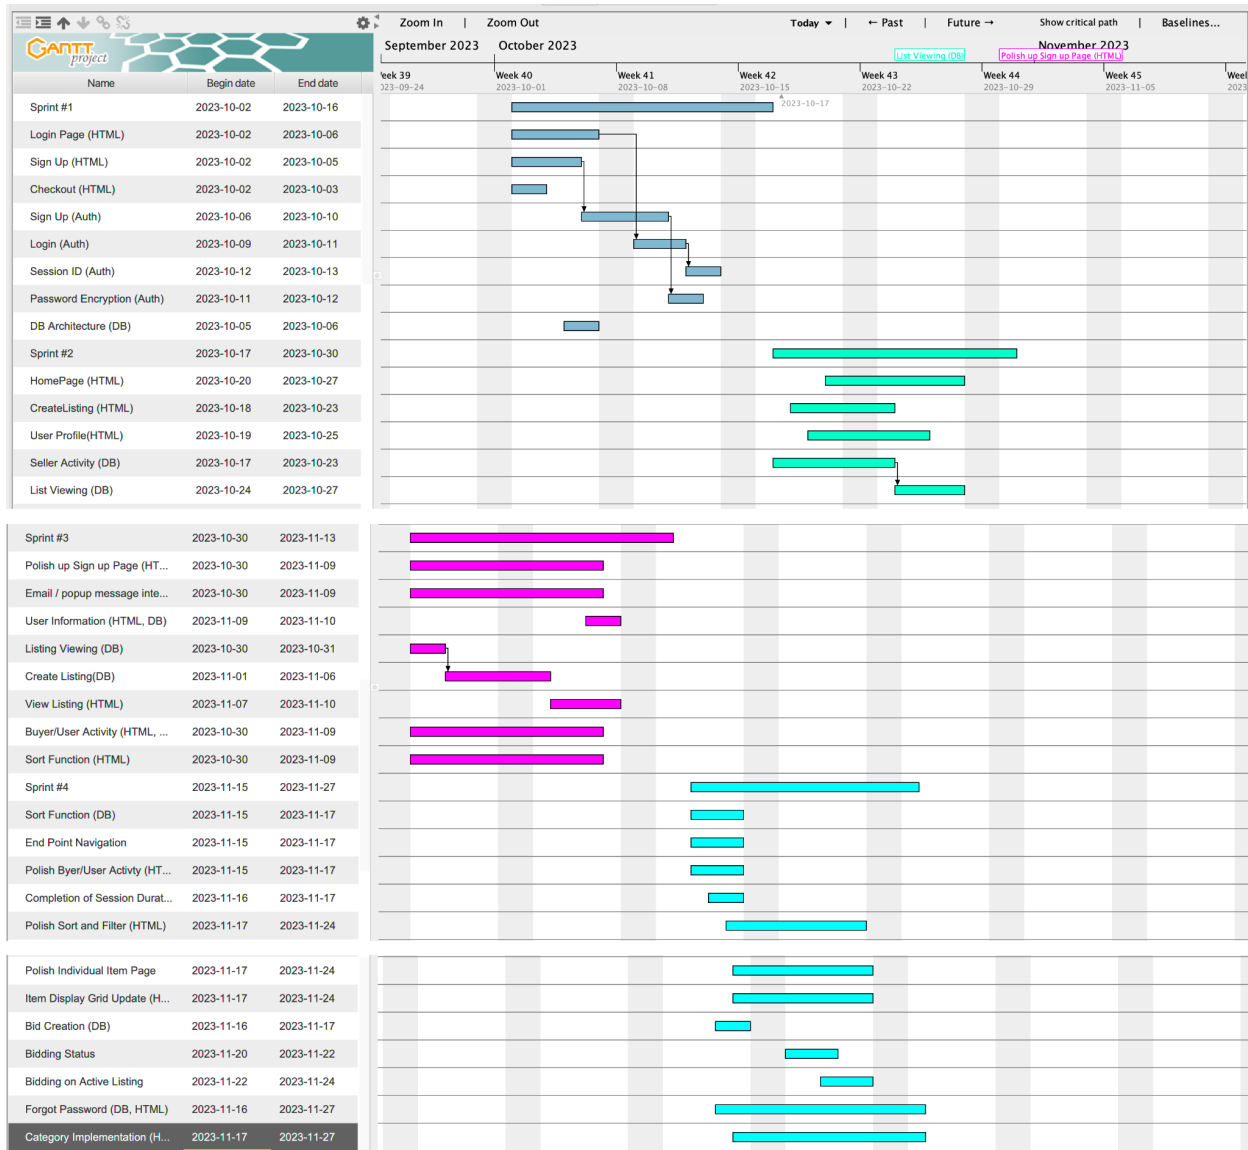 Zoom In | Zoom Out Today ▼ | ← Past | Future → Show critical path | Baselines...
GANTT project
September 2023 October 2023 November 2023
List Viewing (DB) Polish up Sign up Page (HTML)
Name Begin date End date
Week 40 Week 41 Week 42 Week 43 Week 44 Week 45
2023-10-01 2023-10-08 2023-10-15 2023-10-22 2023-10-29 2023-11-05
2023-10-17
Sprint #1 2023-10-02 2023-10-16
Login Page (HTML) 2023-10-02 2023-10-06
Sign Up (HTML) 2023-10-02 2023-10-05
Checkout (HTML) 2023-10-02 2023-10-03
Sign Up (Auth) 2023-10-06 2023-10-10
Login (Auth) 2023-10-09 2023-10-11
Session ID (Auth) 2023-10-12 2023-10-13
Password Encryption (Auth) 2023-10-11 2023-10-12
DB Architecture (DB) 2023-10-05 2023-10-06
Sprint #2 2023-10-17 2023-10-30
HomePage (HTML) 2023-10-20 2023-10-27
CreateListing (HTML) 2023-10-18 2023-10-23
User Profile(HTML) 2023-10-19 2023-10-25
Seller Activity (DB) 2023-10-17 2023-10-23
List Viewing (DB) 2023-10-24 2023-10-27
Sprint #3 2023-10-30 2023-11-13
Polish up Sign up Page (HT... 2023-10-30 2023-11-09
Email / popup message inte... 2023-10-30 2023-11-09
User Information (HTML, DB) 2023-11-09 2023-11-10
Listing Viewing (DB) 2023-10-30 2023-10-31
Create Listing(DB) 2023-11-01 2023-11-06
View Listing (HTML) 2023-11-07 2023-11-10
Buyer/User Activity (HTML, ... 2023-10-30 2023-11-09
Sort Function (HTML) 2023-10-30 2023-11-09
Sprint #4 2023-11-15 2023-11-27
Sort Function (DB) 2023-11-15 2023-11-17
End Point Navigation 2023-11-15 2023-11-17
Polish Byer/User Activty (HT... 2023-11-15 2023-11-17
Completion of Session Durat... 2023-11-16 2023-11-17
Polish Sort and Filter (HTML) 2023-11-17 2023-11-24
Polish Individual Item Page 2023-11-17 2023-11-24
Item Display Grid Update (H... 2023-11-17 2023-11-24
Bid Creation (DB) 2023-11-16 2023-11-17
Bidding Status 2023-11-20 2023-11-22
Bidding on Active Listing 2023-11-22 2023-11-24
Forgot Password (DB, HTML) 2023-11-16 2023-11-27
Category Implementation (H... 2023-11-17 2023-11-27